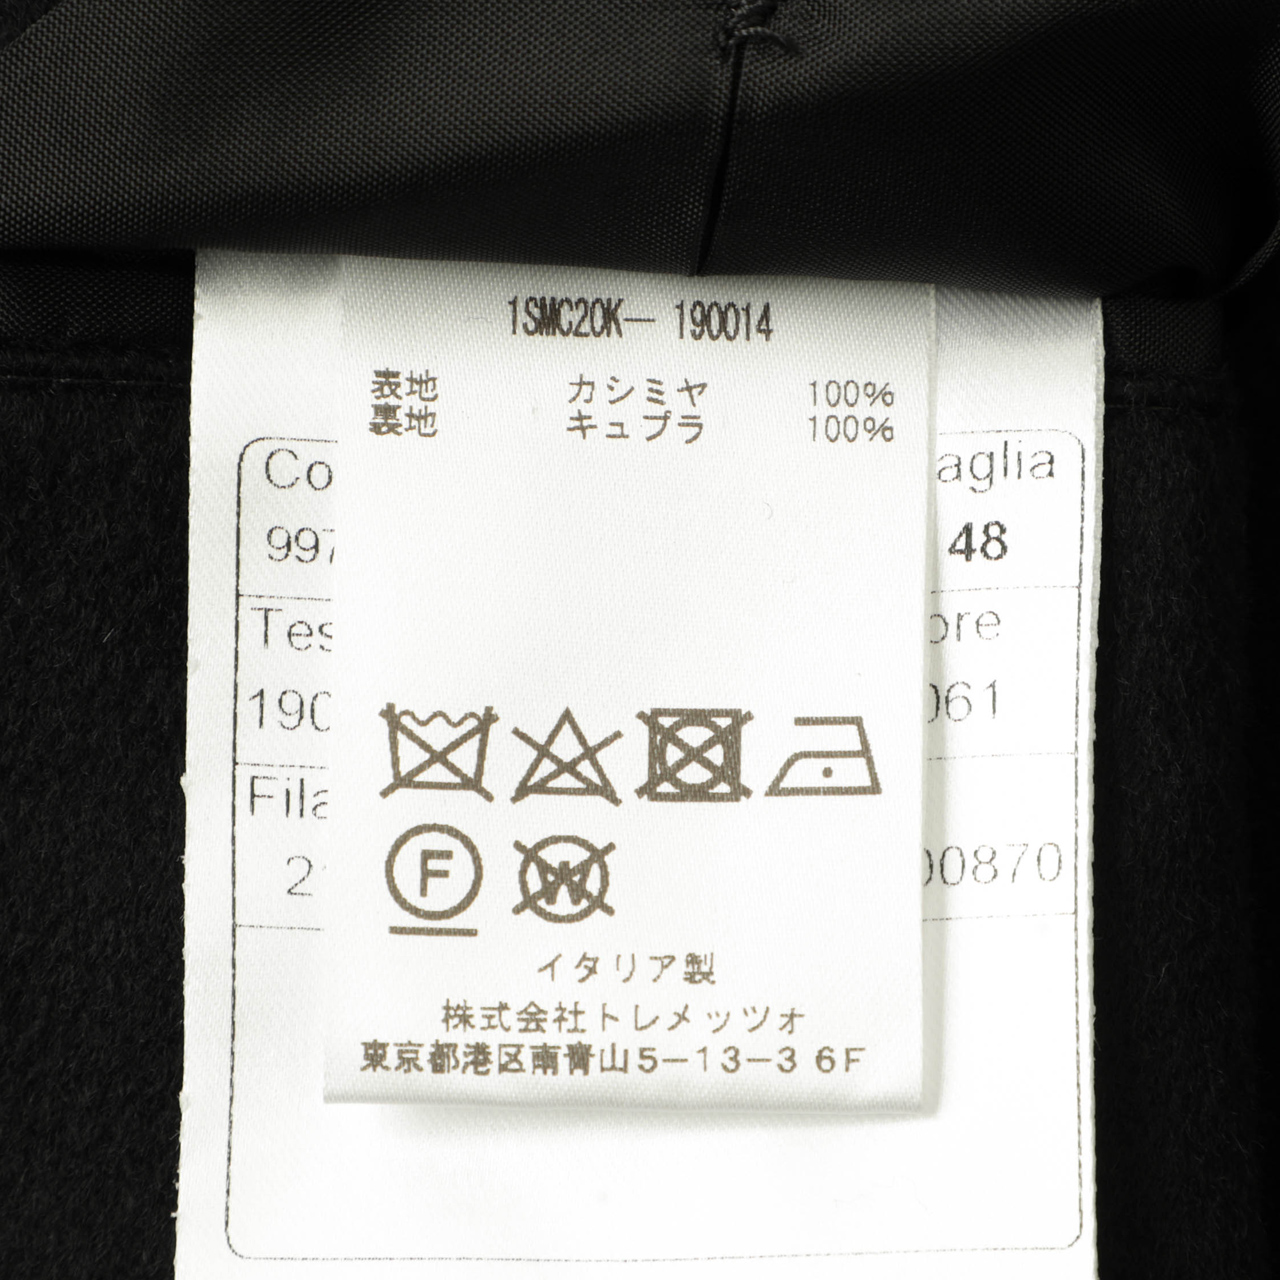 1SMC20K— 190014
表地 カシミヤ 100%
裏地 キュプラ 100%
Co
aglia
997
48
Tes
ore
190
061
Fila
2
00870
F
W
イタリア製
株式会社トレメッツォ
東京都港区南青山5−13−3 6F